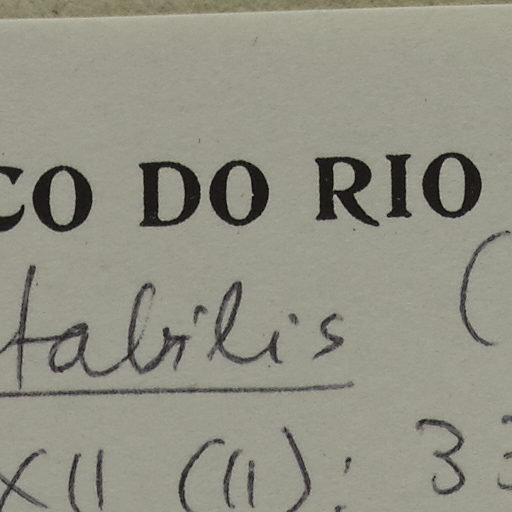 CO DO RIO
tabilis (
XII (II): 33